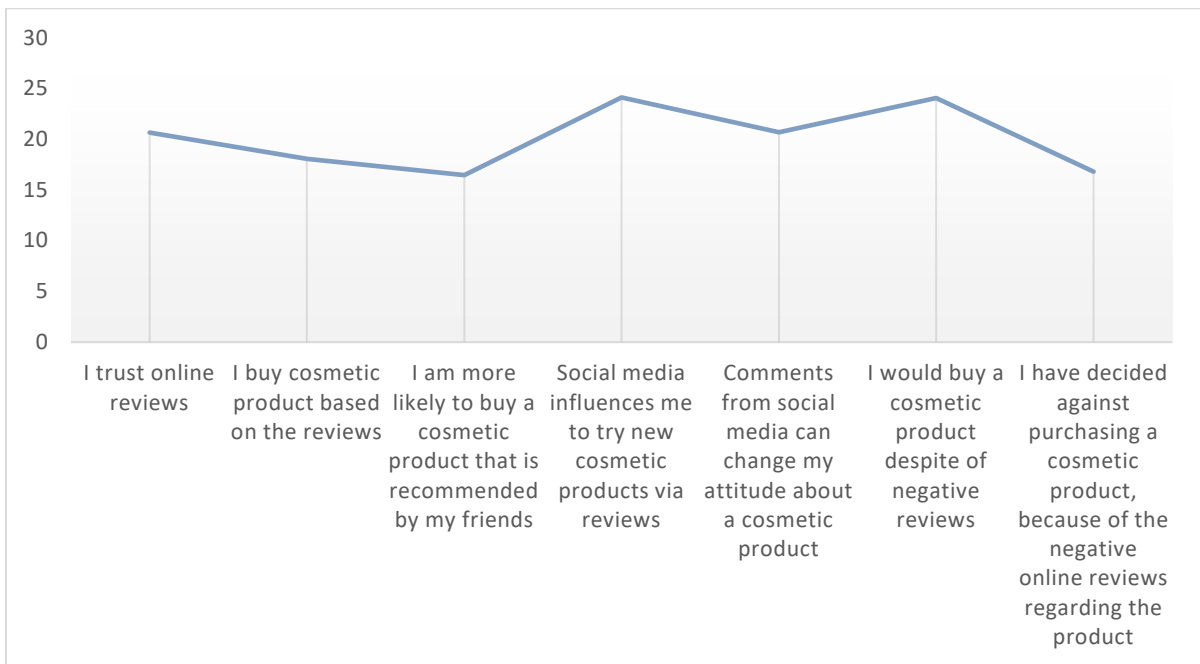 30
25
20
15
10
5
0
I trust online
reviews
I buy cosmetic
product based
on the reviews
I am more
likely to buy a
cosmetic
product that is
recommended
by my friends
Social media
influences me
to try new
cosmetic
products via
reviews
Comments
from social
media can
change my
attitude about
a cosmetic
product
I would buy a
cosmetic
product
despite of
negative
reviews
I have decided
against
purchasing a
cosmetic
product,
because of the
negative
online reviews
regarding the
product